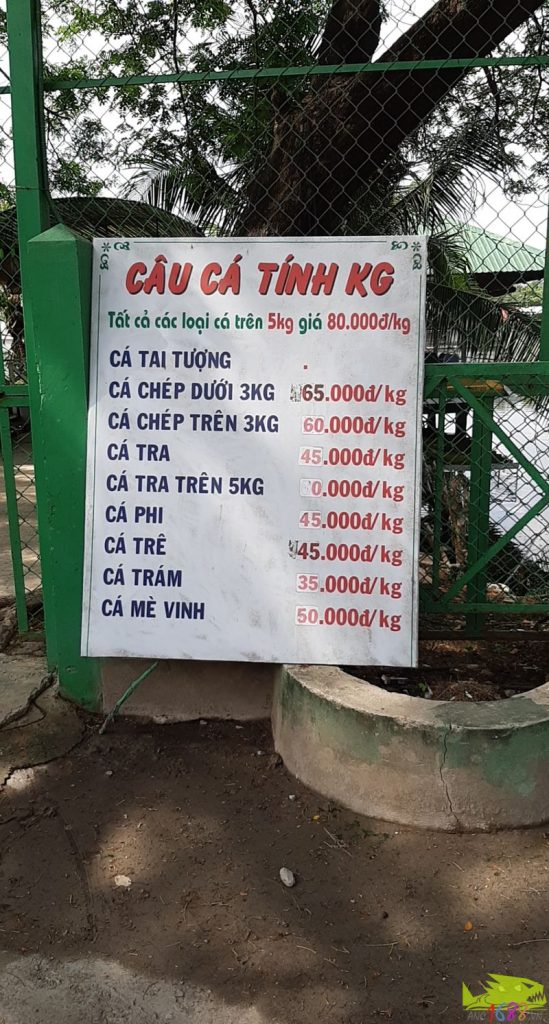 CÂU CÁ TÍNH KG
Tất cả các loại cá trên 5kg giá 80.000đ/kg
CÁ TAI TƯỢNG
CÁ CHÉP DƯỚI 3KG 65.000đ/kg
CÁ CHÉP TRÊN 3KG 60.000đ/kg
CÁ TRA 45.000đ/kg
CÁ TRA TRÊN 5KG 0.000đ/kg
CÁ PHI 45.000đ/kg
CÁ TRÊ 45.000đ/kg
CÁ TRÁM 35.000đ/kg
CÁ MÈ VINH 50.000đ/kg